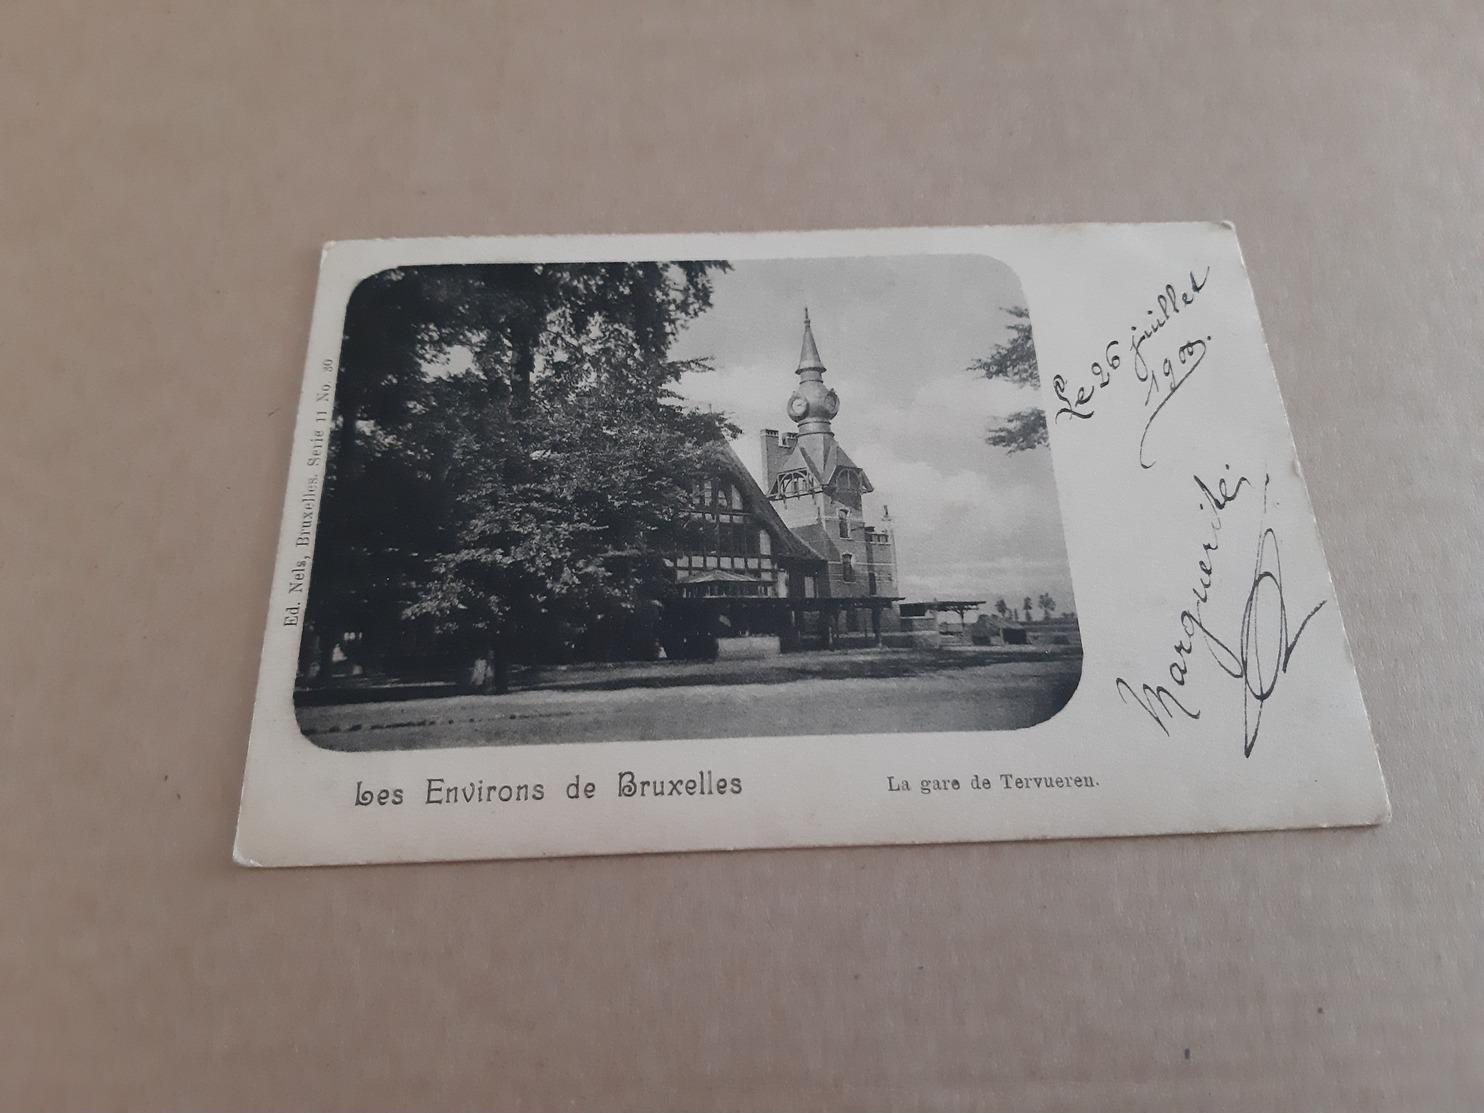 Ed. Nels, Bruxelles. Serie 11 No. 30
Les Environs de Bruxelles
La gare de Tervueren.
Le 26 juillet
Marguerite